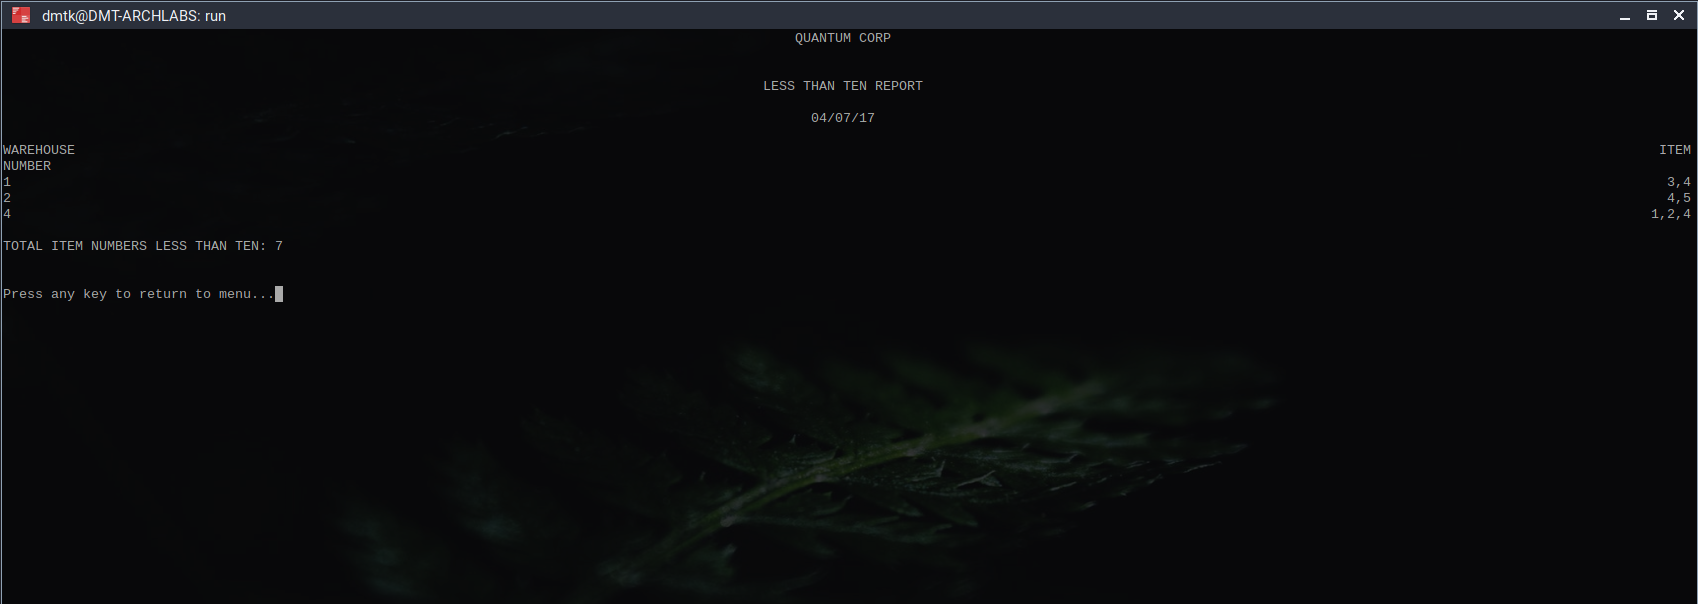 dmtk@DMT-ARCHLABS: run
QUANTUM CORP
LESS THAN TEN REPORT
04/07/17
WAREHOUSE ITEM
NUMBER
1 3,4
2 4,5
4 1,2,4
TOTAL ITEM NUMBERS LESS THAN TEN: 7
Press any key to return to menu...